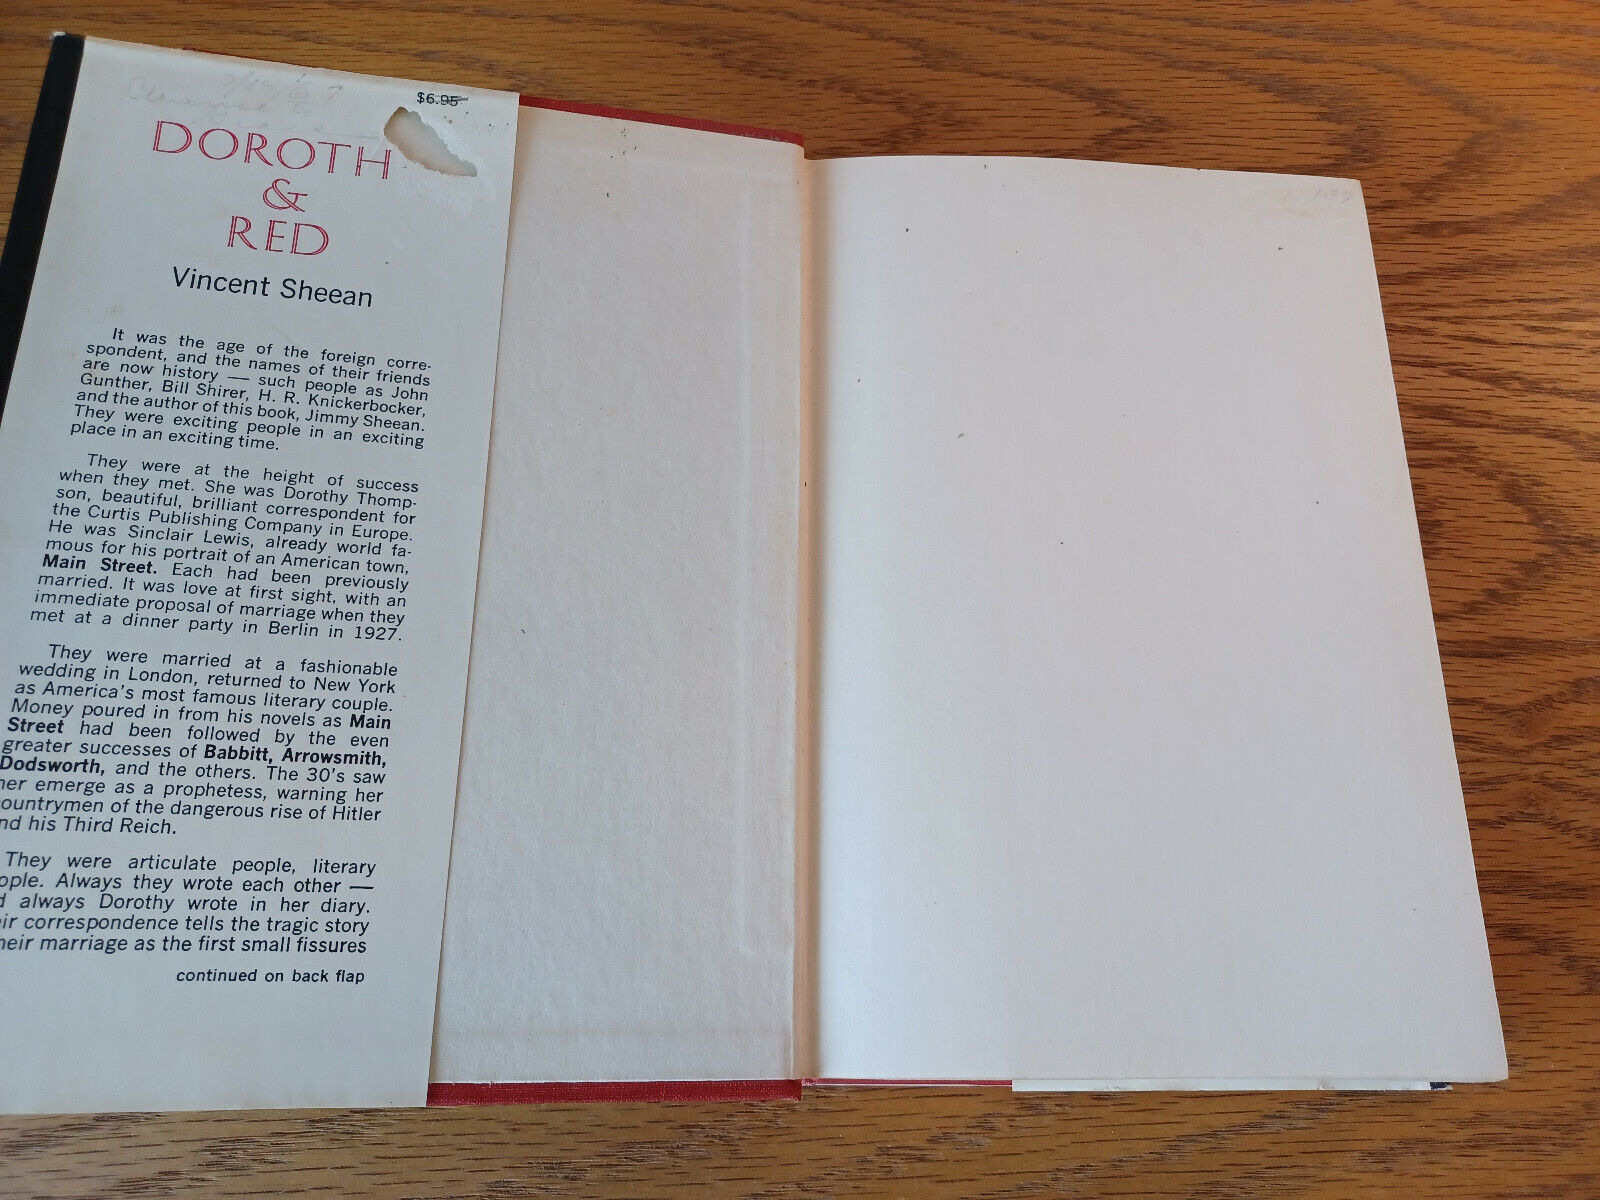 7/14/67
$6.95
DOROTH
&
RED
Vincent Sheean
It was the age of the foreign corre-
spondent, and the names of their friends
are now history — such people as John
Gunther, Bill Shirer, H. R. Knickerbocker,
and the author of this book, Jimmy Sheean.
They were exciting people in an exciting
place in an exciting time.
They were at the height of success
when they met. She was Dorothy Thomp-
son, beautiful, brilliant correspondent for
the Curtis Publishing Company in Europe.
He was Sinclair Lewis, already world fa-
mous for his portrait of an American town,
Main Street. Each had been previously
married. It was love at first sight, with an
immediate proposal of marriage when they
met at a dinner party in Berlin in 1927.
They were married at a fashionable
wedding in London, returned to New York
as America's most famous literary couple.
Money poured in from his novels as Main
Street had been followed by the even
greater successes of Babbitt, Arrowsmith,
Dodsworth, and the others. The 30's saw
her emerge as a prophetess, warning her
ountrymen of the dangerous rise of Hitler
nd his Third Reich.
They were articulate people, literary
ople. Always they wrote each other —
d always Dorothy wrote in her diary.
eir correspondence tells the tragic story
heir marriage as the first small fissures
continued on back flap